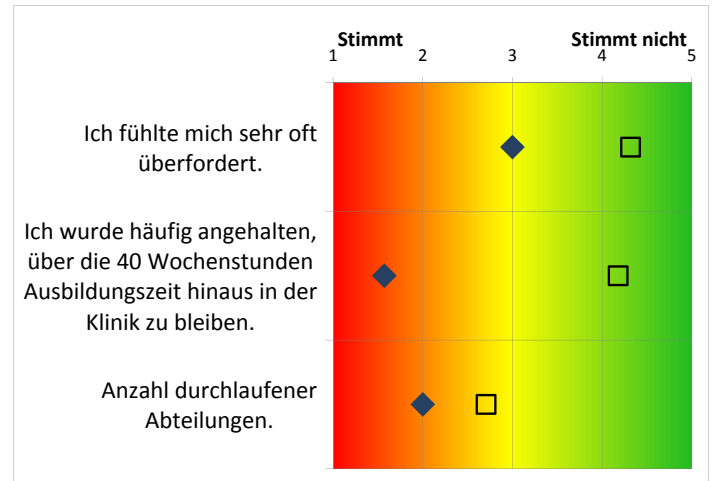 Stimmt Stimmt nicht
1 2 3 4 5
Ich fühlte mich sehr oft
überfordert.
Ich wurde häufig angehalten,
über die 40 Wochenstunden
Ausbildungszeit hinaus in der
Klinik zu bleiben.
Anzahl durchlaufener
Abteilungen.